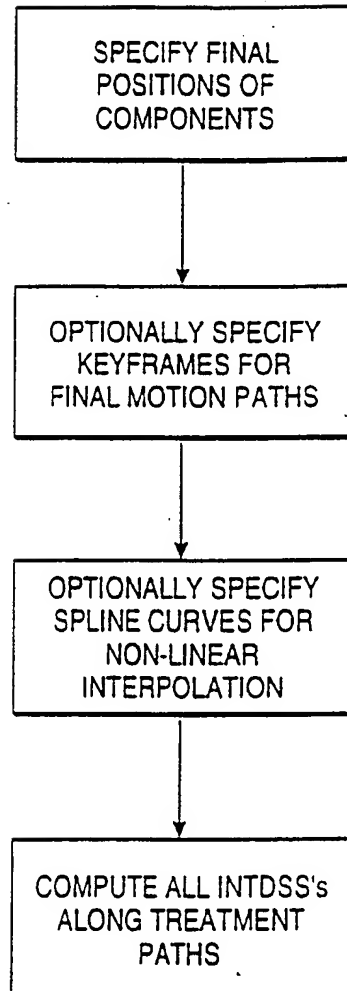 SPECIFY FINAL
POSITIONS OF
COMPONENTS
OPTIONALLY SPECIFY
KEYFRAMES FOR
FINAL MOTION PATHS
OPTIONALLY SPECIFY
SPLINE CURVES FOR
NON-LINEAR
INTERPOLATION
COMPUTE ALL INTDSS's
ALONG TREATMENT
PATHS